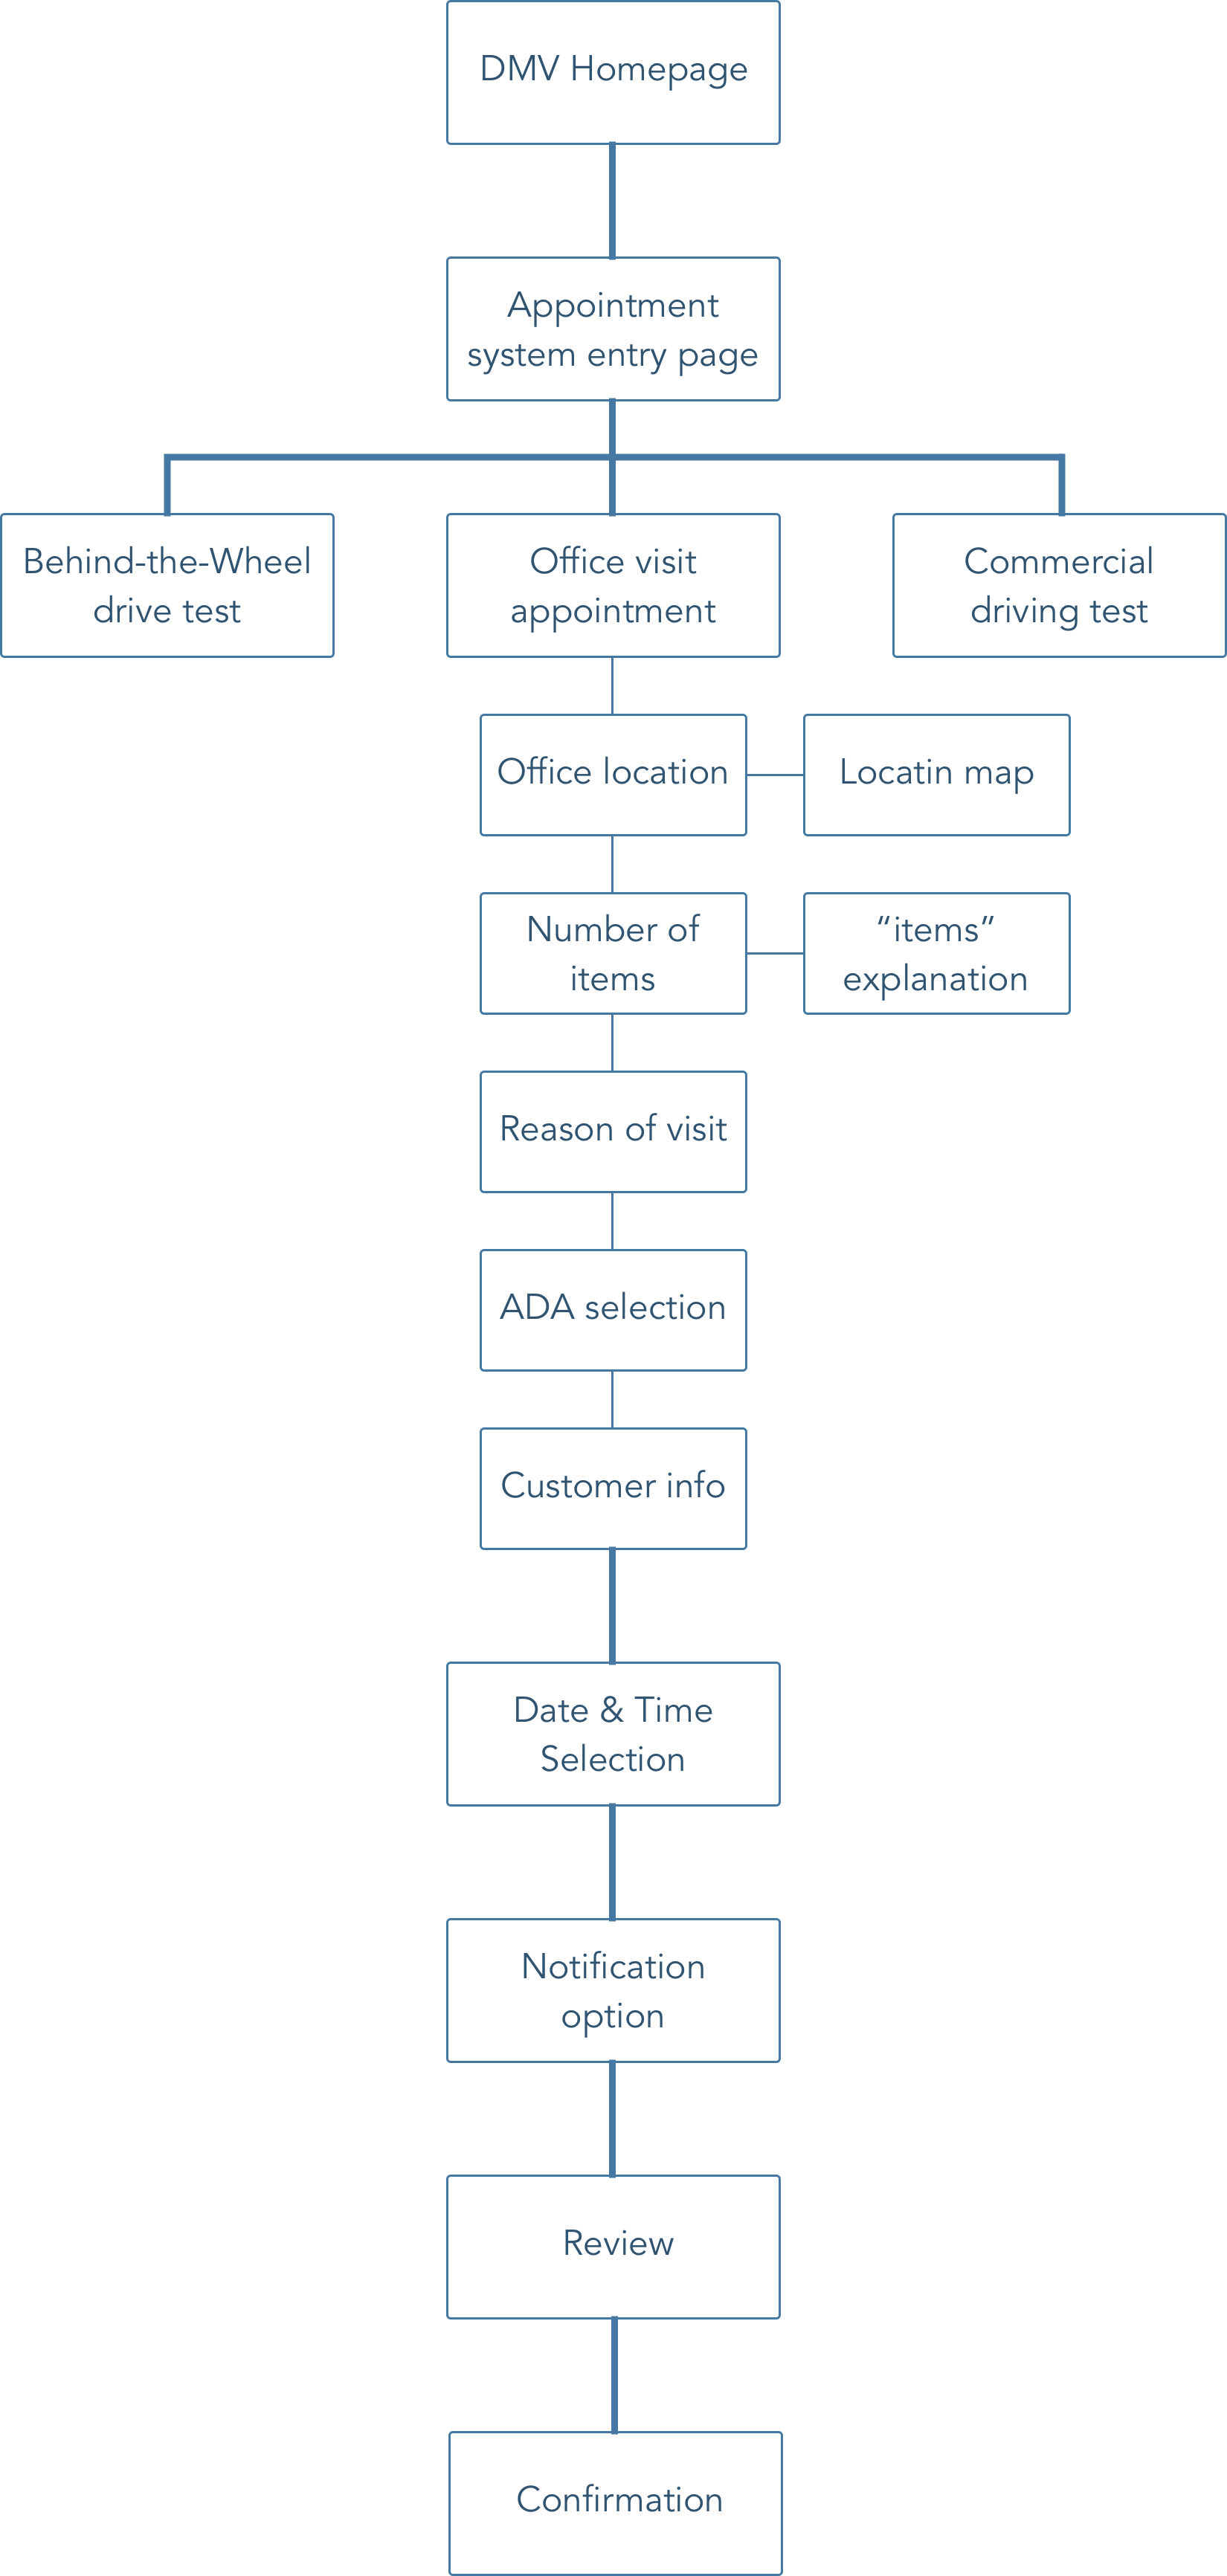 DMV Homepage
Appointment
system entry page
Behind-the-Wheel
drive test
Office visit
appointment
Commercial
driving test
Office location
Locatin map
Number of
items
“items”
explanation
Reason of visit
ADA selection
Customer info
Date & Time
Selection
Notification
option
Review
Confirmation